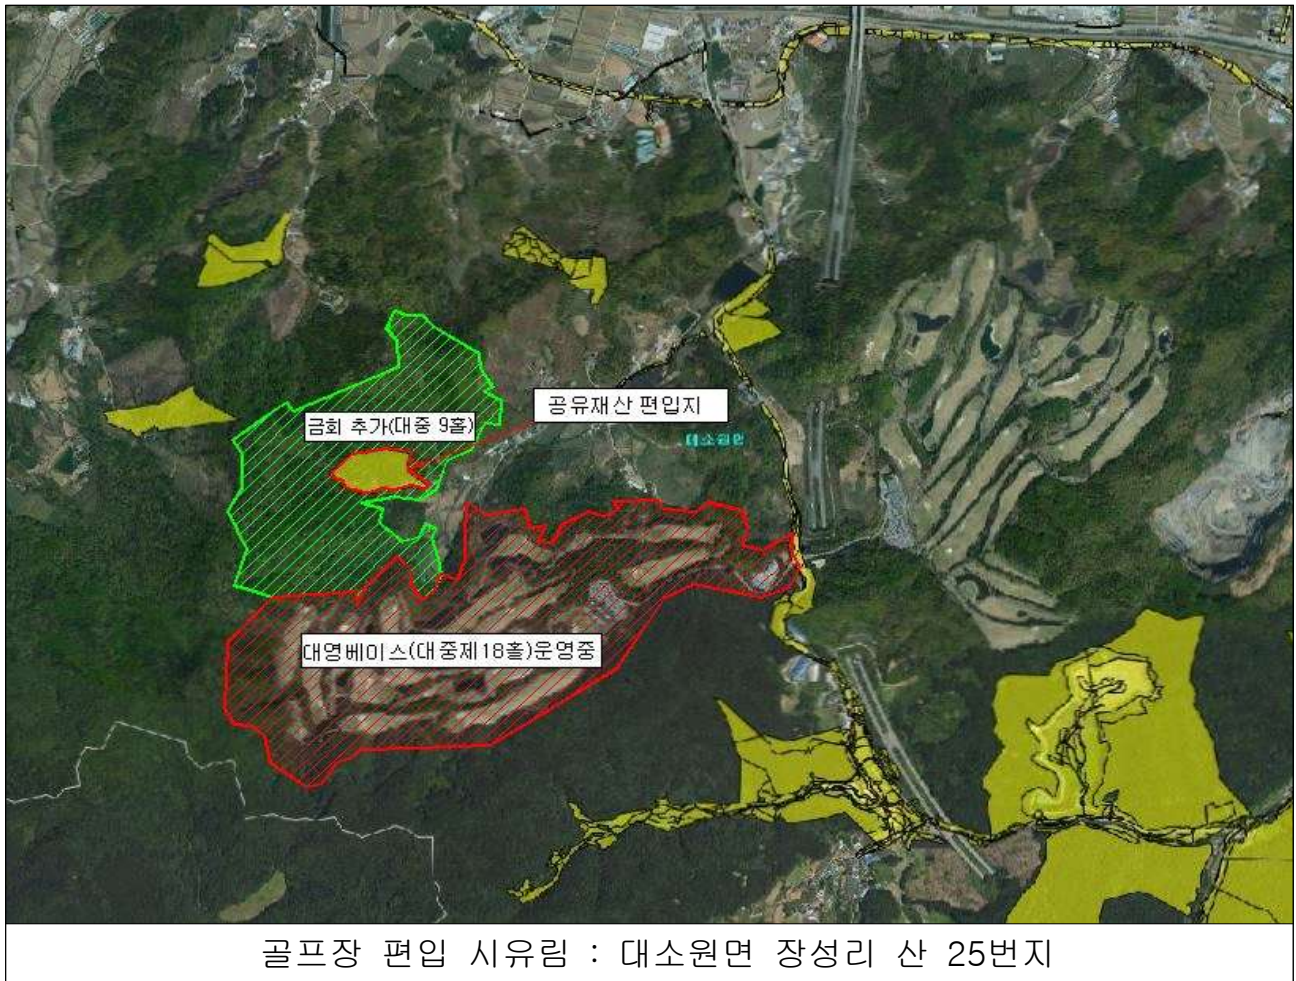 공유재산 편입지
금회 추가(대중 9홀)
대소원면
대영베이스(대중제18홀)운영중
골프장 편입 시유림 : 대소원면 장성리 산 25번지